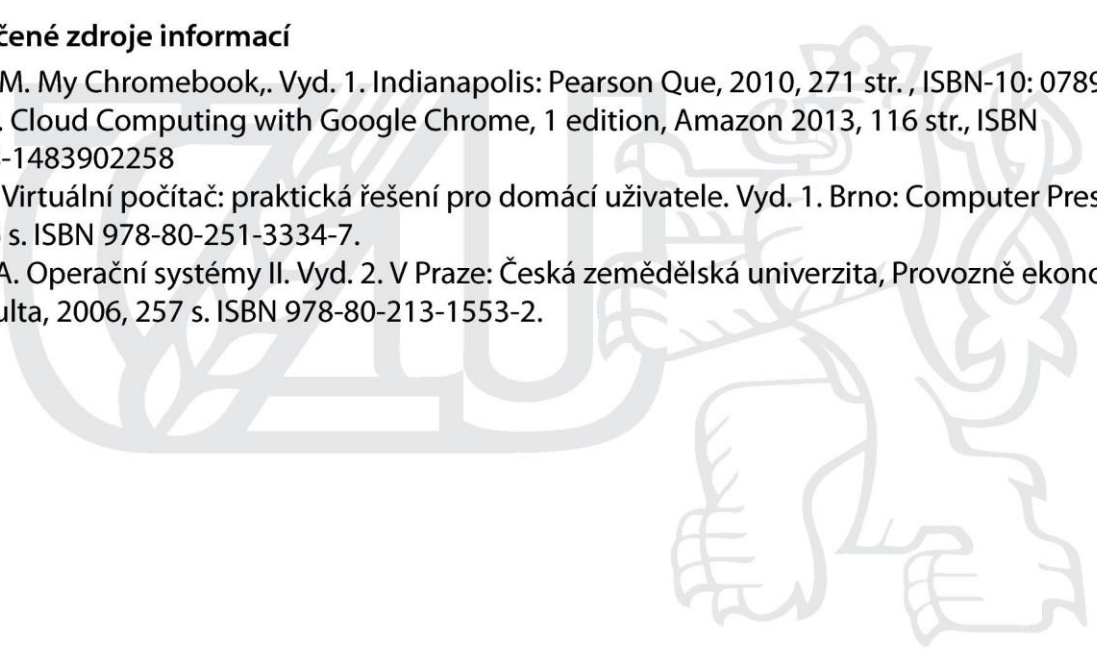 čené zdroje informací
M. My Chromebook,. Vyd. 1. Indianapolis: Pearson Que, 2010, 271 str. , ISBN-10: 0789
. Cloud Computing with Google Chrome, 1 edition, Amazon 2013, 116 str., ISBN
-1483902258
Virtuální počítač: praktická řešení pro domácí uživatele. Vyd. 1. Brno: Computer Pres
s. ISBN 978-80-251-3334-7.
A. Operační systémy II. Vyd. 2. V Praze: Česká zemědělská univerzita, Provozně ekono
ulta, 2006, 257 s. ISBN 978-80-213-1553-2.